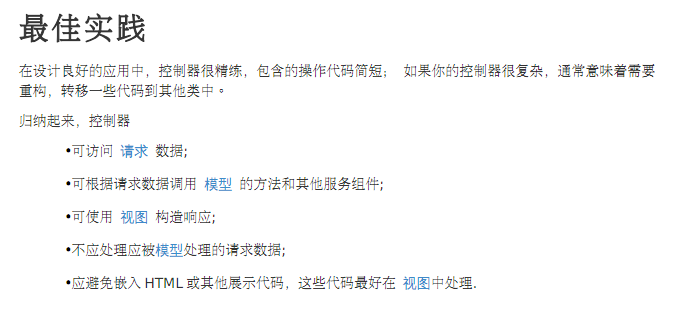 最佳实践
在设计良好的应用中，控制器很精练，包含的操作代码简短； 如果你的控制器很复杂，通常意味着需要
重构，转移一些代码到其他类中。
归纳起来，控制器
•可访问 请求 数据;
•可根据请求数据调用 模型 的方法和其他服务组件;
•可使用 视图 构造响应;
•不应处理应被模型处理的请求数据;
•应避免嵌入 HTML 或其他展示代码，这些代码最好在 视图中处理.